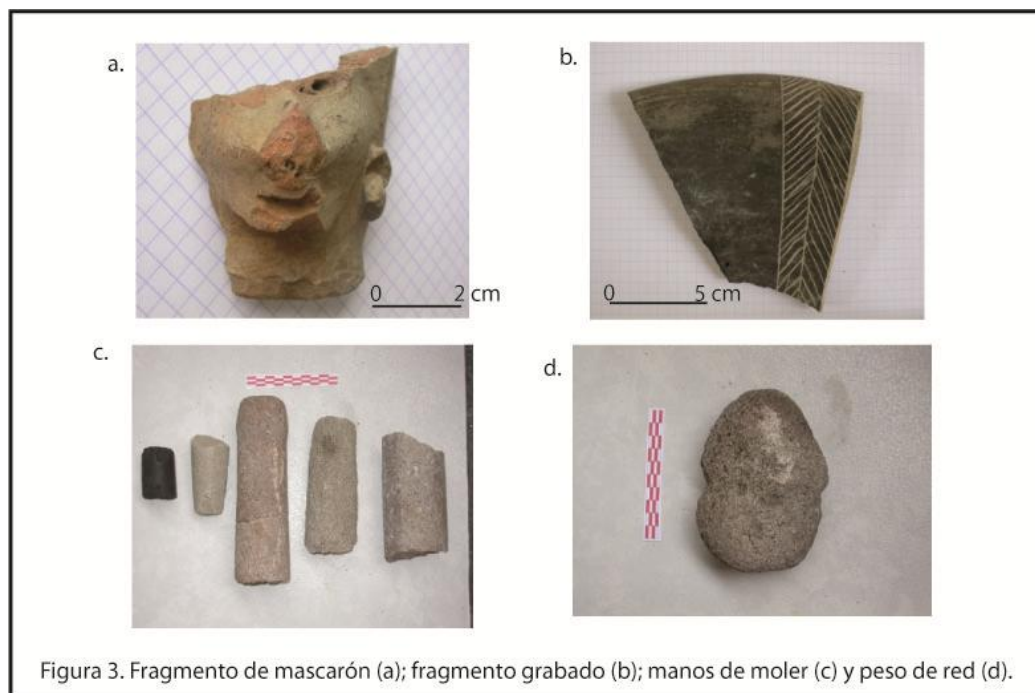 a.
b.
0 2 cm
0 5 cm
c.
d.
Figura 3. Fragmento de mascarón (a); fragmento grabado (b); manos de moler (c) y peso de red (d).